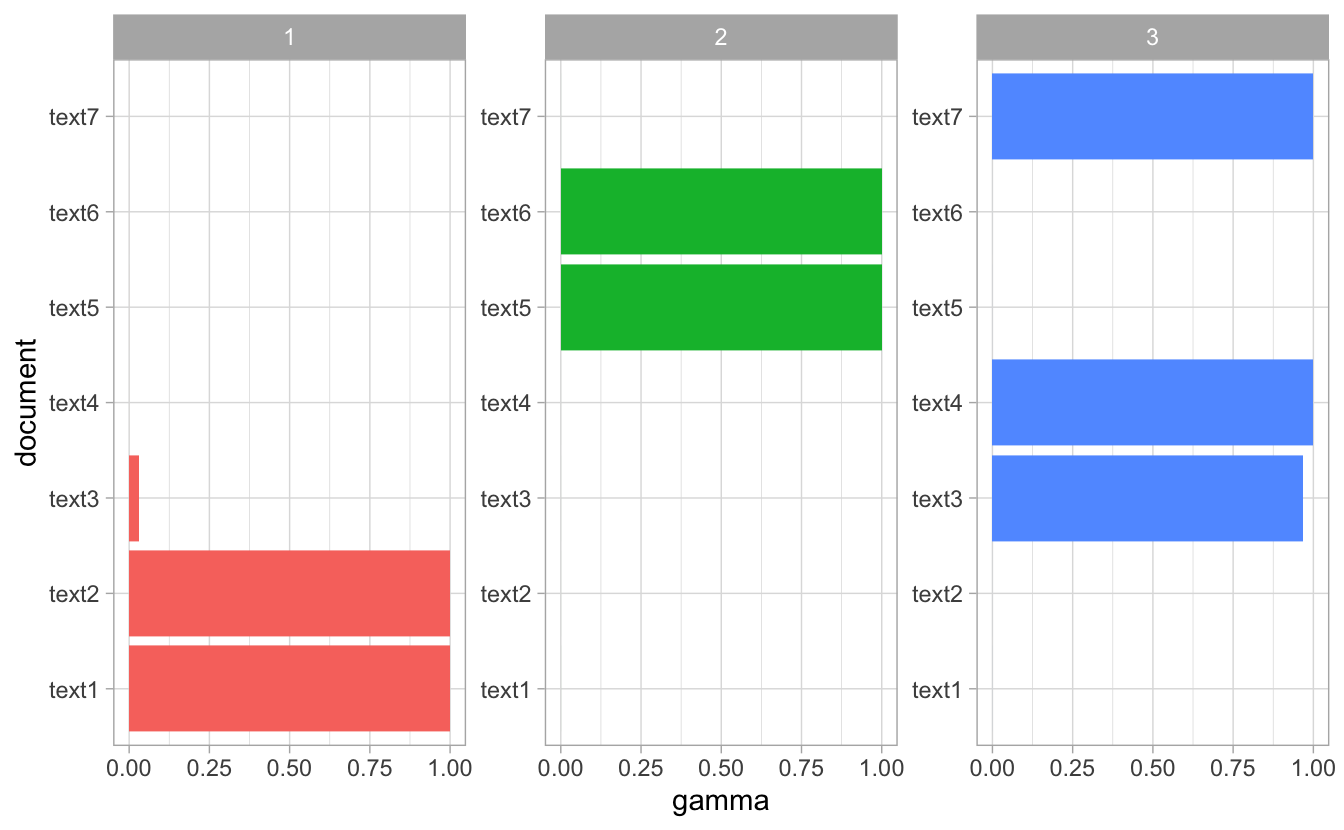 1 2 3
text7 text7 text7
text6 text6 text6
text5 text5 text5
document
text4 text4 text4
text3 text3 text3
text2 text2 text2
text1 text1 text1
0.00 0.25 0.50 0.75 1.00 0.00 0.25 0.50 0.75 1.00 0.00 0.25 0.50 0.75 1.00
gamma